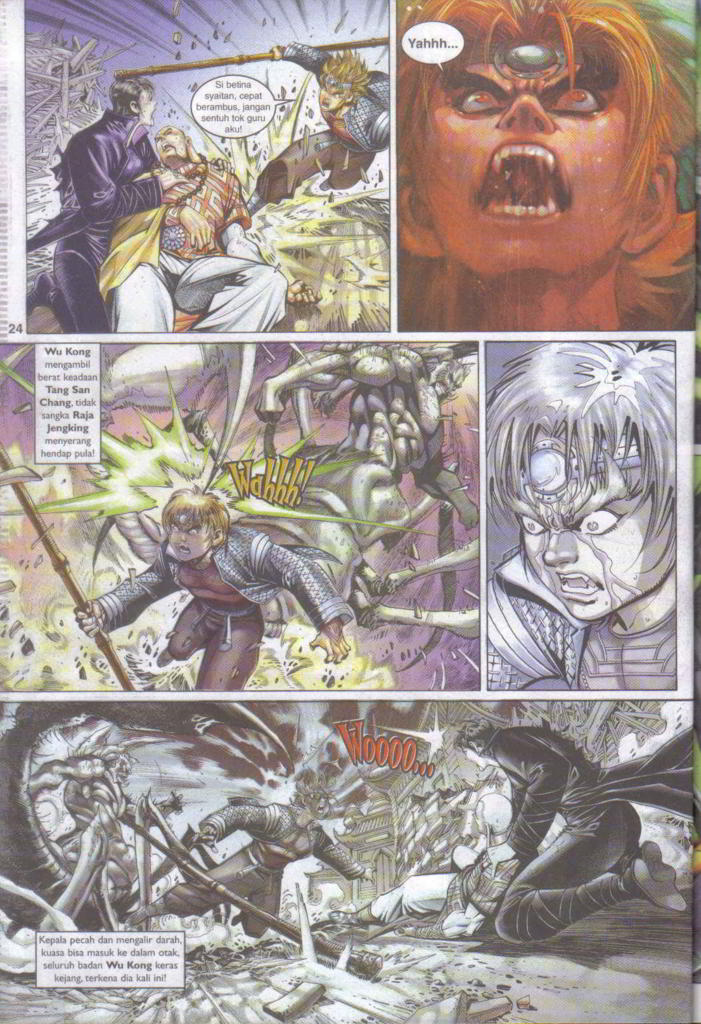 Si betina
syaitan, cepat
berambus, jangan
sentuh tok guru
aku!
Yahhh...
24
Wu Kong
mengambil
berat keadaan
Tang San
Chang, tidak
sangka Raja
Jengking
menyerang
hendap pula!
Wahhh!
Woooo...
Kepala pecah dan mengalir darah,
kuasa bisa masuk ke dalam otak,
seluruh badan Wu Kong keras
kejang, terkena dia kali ini!